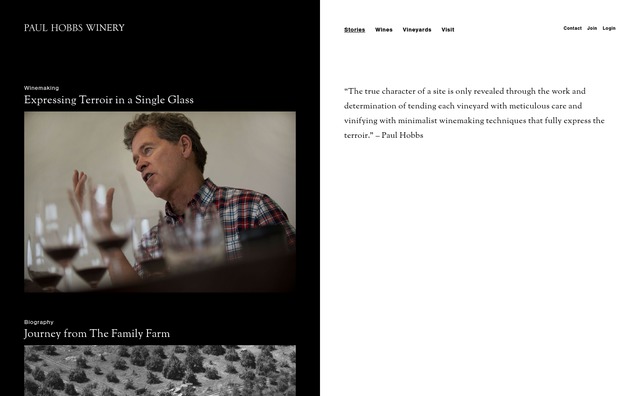 PAUL HOBBS WINERY
Stories Wines Vineyards Visit
Contact Join Login
Winemaking
Expressing Terroir in a Single Glass
"The true character of a site is only revealed through the work and
determination of tending each vineyard with meticulous care and
vinifying with minimalist winemaking techniques that fully express the
terroir." – Paul Hobbs
Biography
Journey from The Family Farm